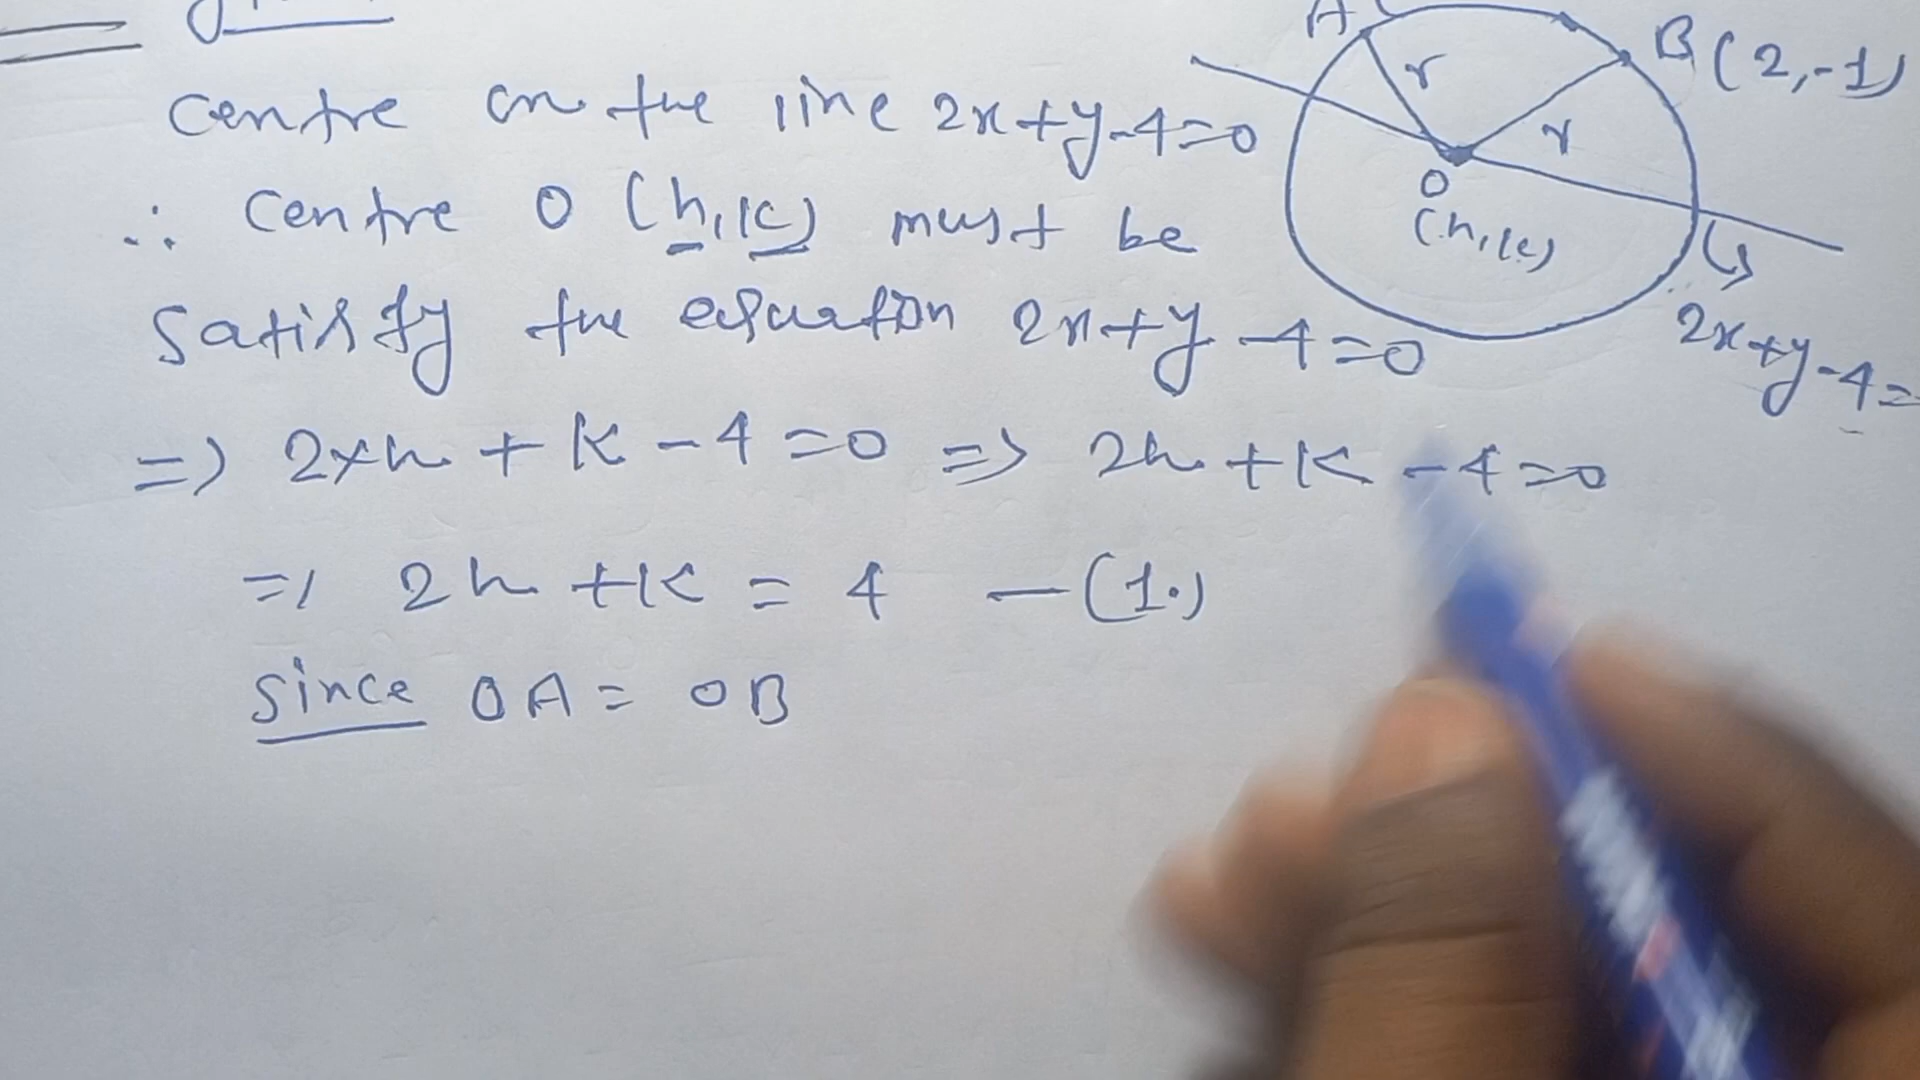 A
B (2,-1)
r
r
O
(h,k)
2x+y-4=
Centre on the line 2x+y-4=0
∴ Centre O (h,k) must be
Satisfy the equation 2x+y-4=0
=> 2×h + K - 4 = 0 => 2h + K - 4 = 0
=> 2h + K = 4 — (1.)
Since OA = OB